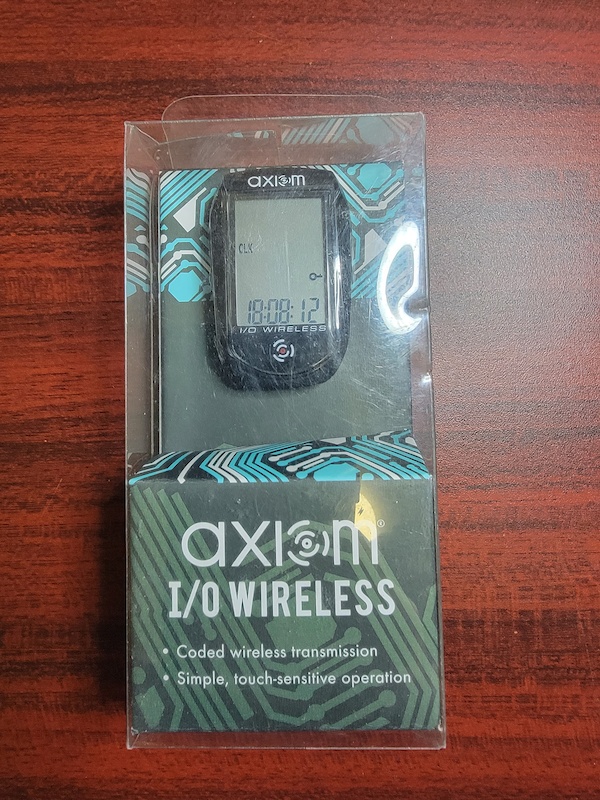 axiom
CLK
18:08:12
I/O WIRELESS
axiom®
I/O WIRELESS
• Coded wireless transmission
• Simple, touch-sensitive operation